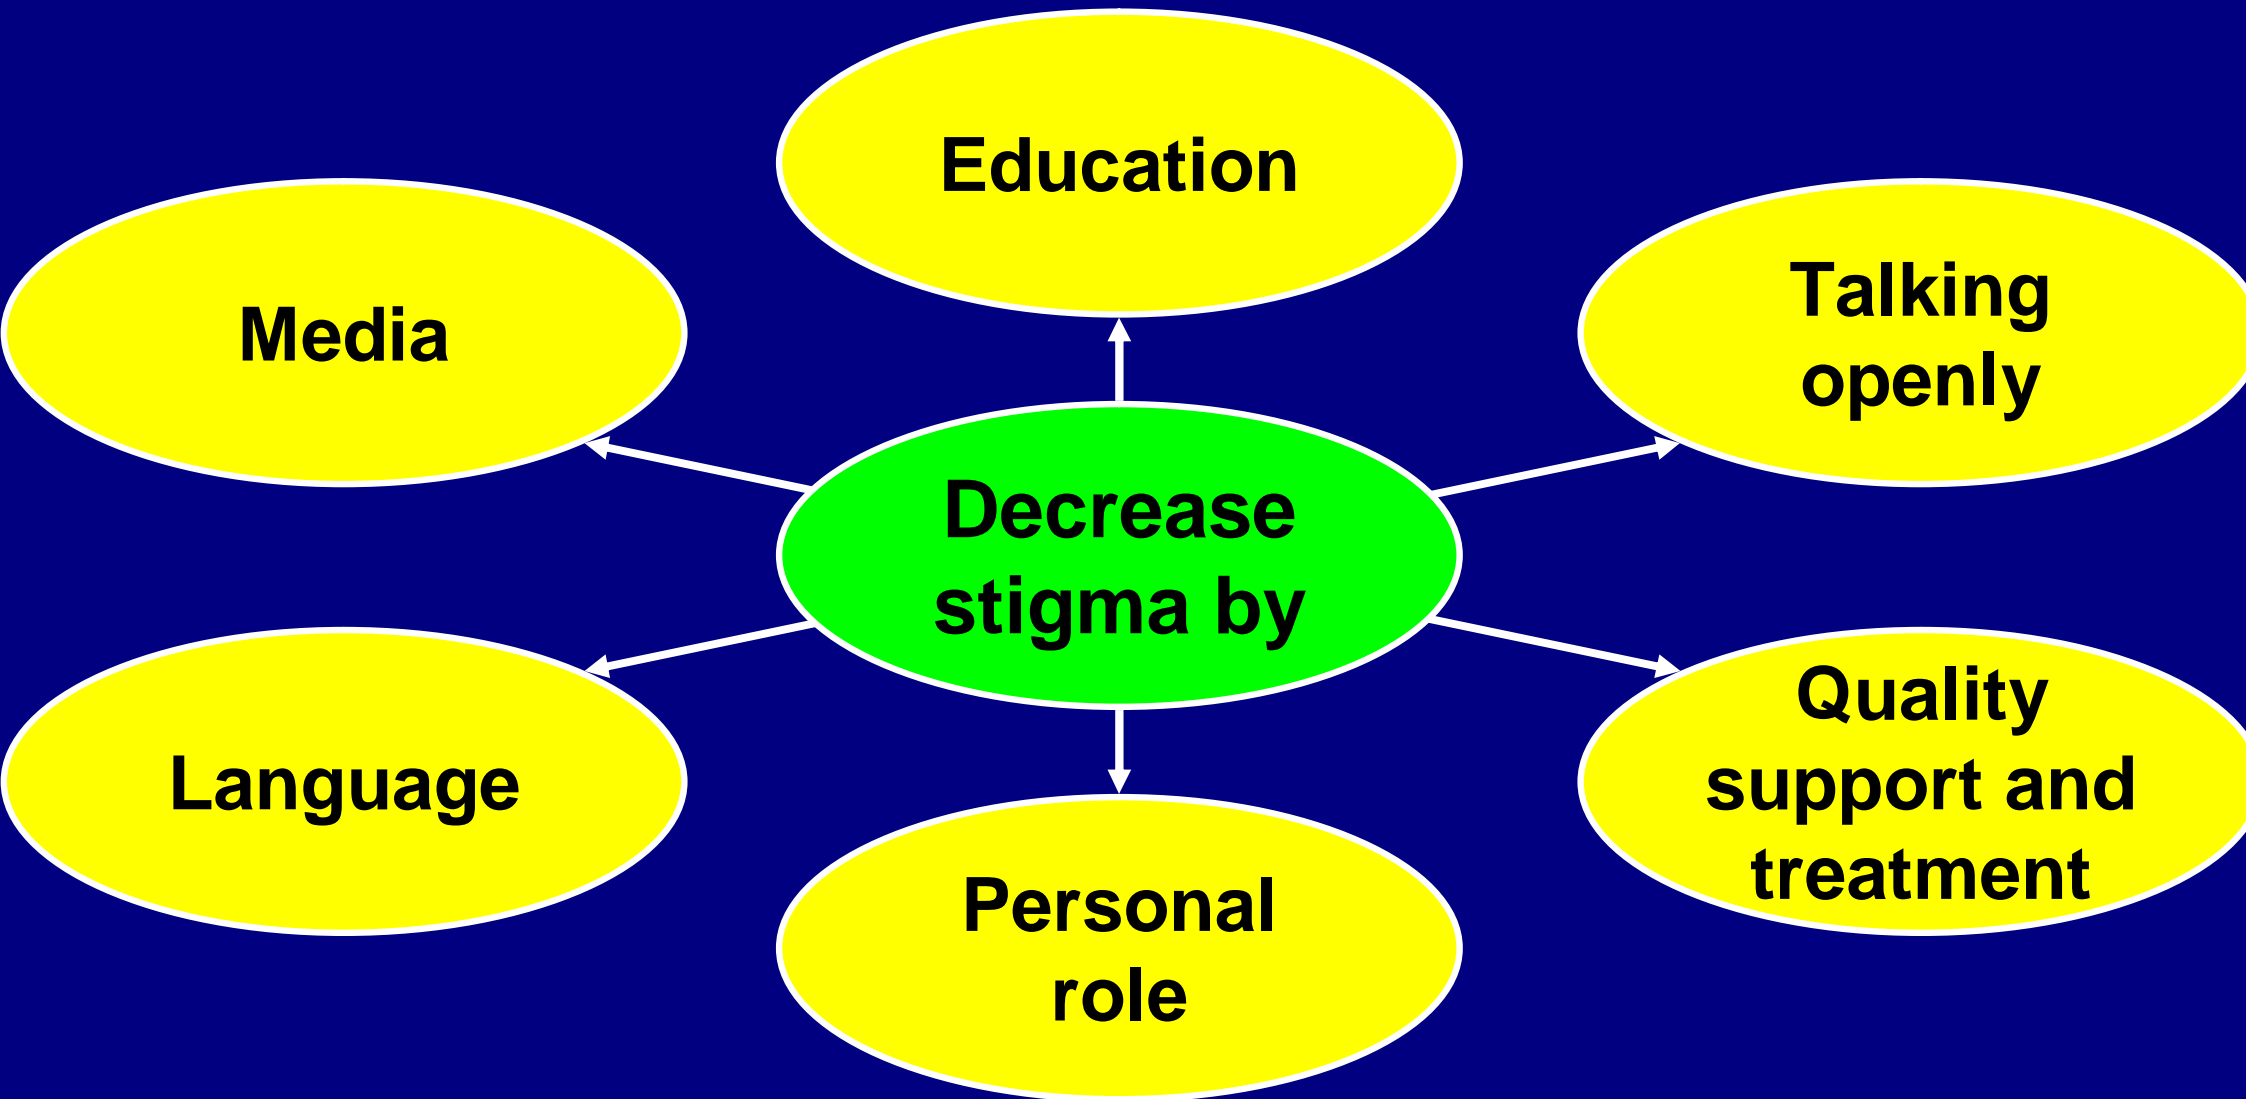 Education
Media
Talking
openly
Decrease
stigma by
Language
Quality
support and
treatment
Personal
role